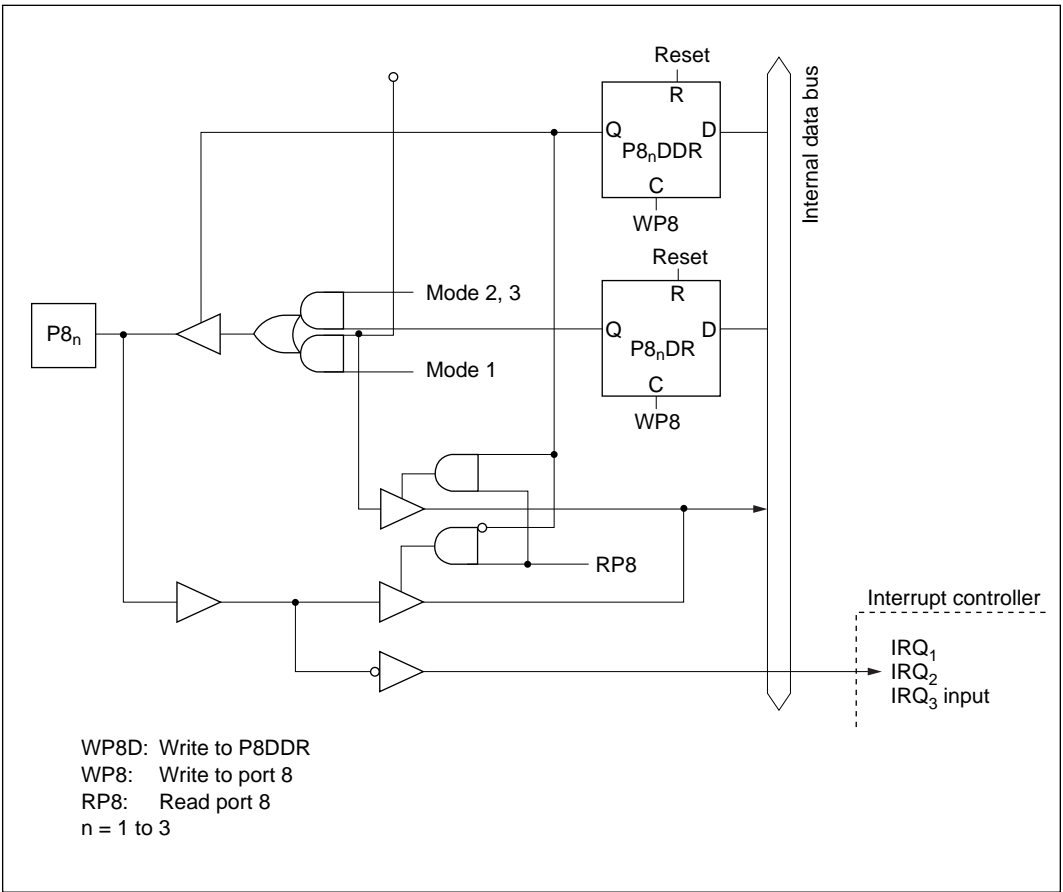 Reset
R
Q D
P8nDDR
C
WP8
Internal data bus
Mode 2, 3
Reset
R
P8n
Q D
P8nDR
C
WP8
Mode 1
RP8
Interrupt controller
IRQ1
IRQ2
IRQ3 input
WP8D: Write to P8DDR
WP8: Write to port 8
RP8: Read port 8
n = 1 to 3